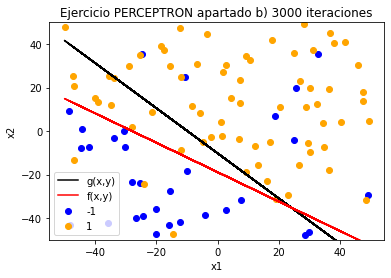 Ejercicio PERCEPTRON apartado b) 3000 iteraciones
x2
40
20
0
−20
−40
g(x,y)
f(x,y)
-1
1
−40
−20
0
20
40
x1